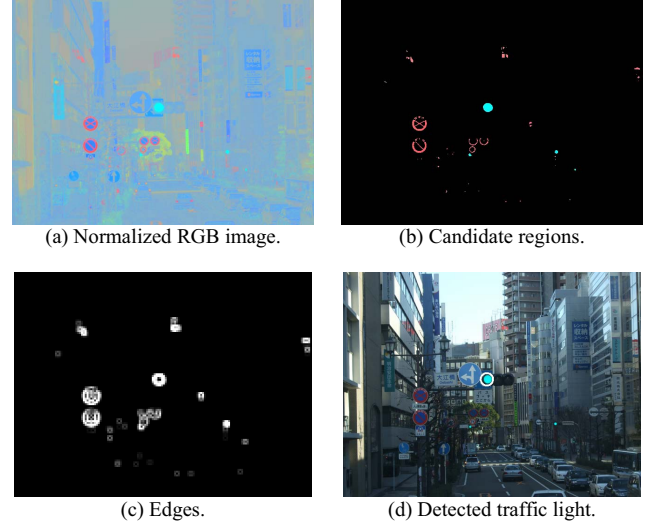 (a) Normalized RGB image.
(b) Candidate regions.
(c) Edges.
(d) Detected traffic light.